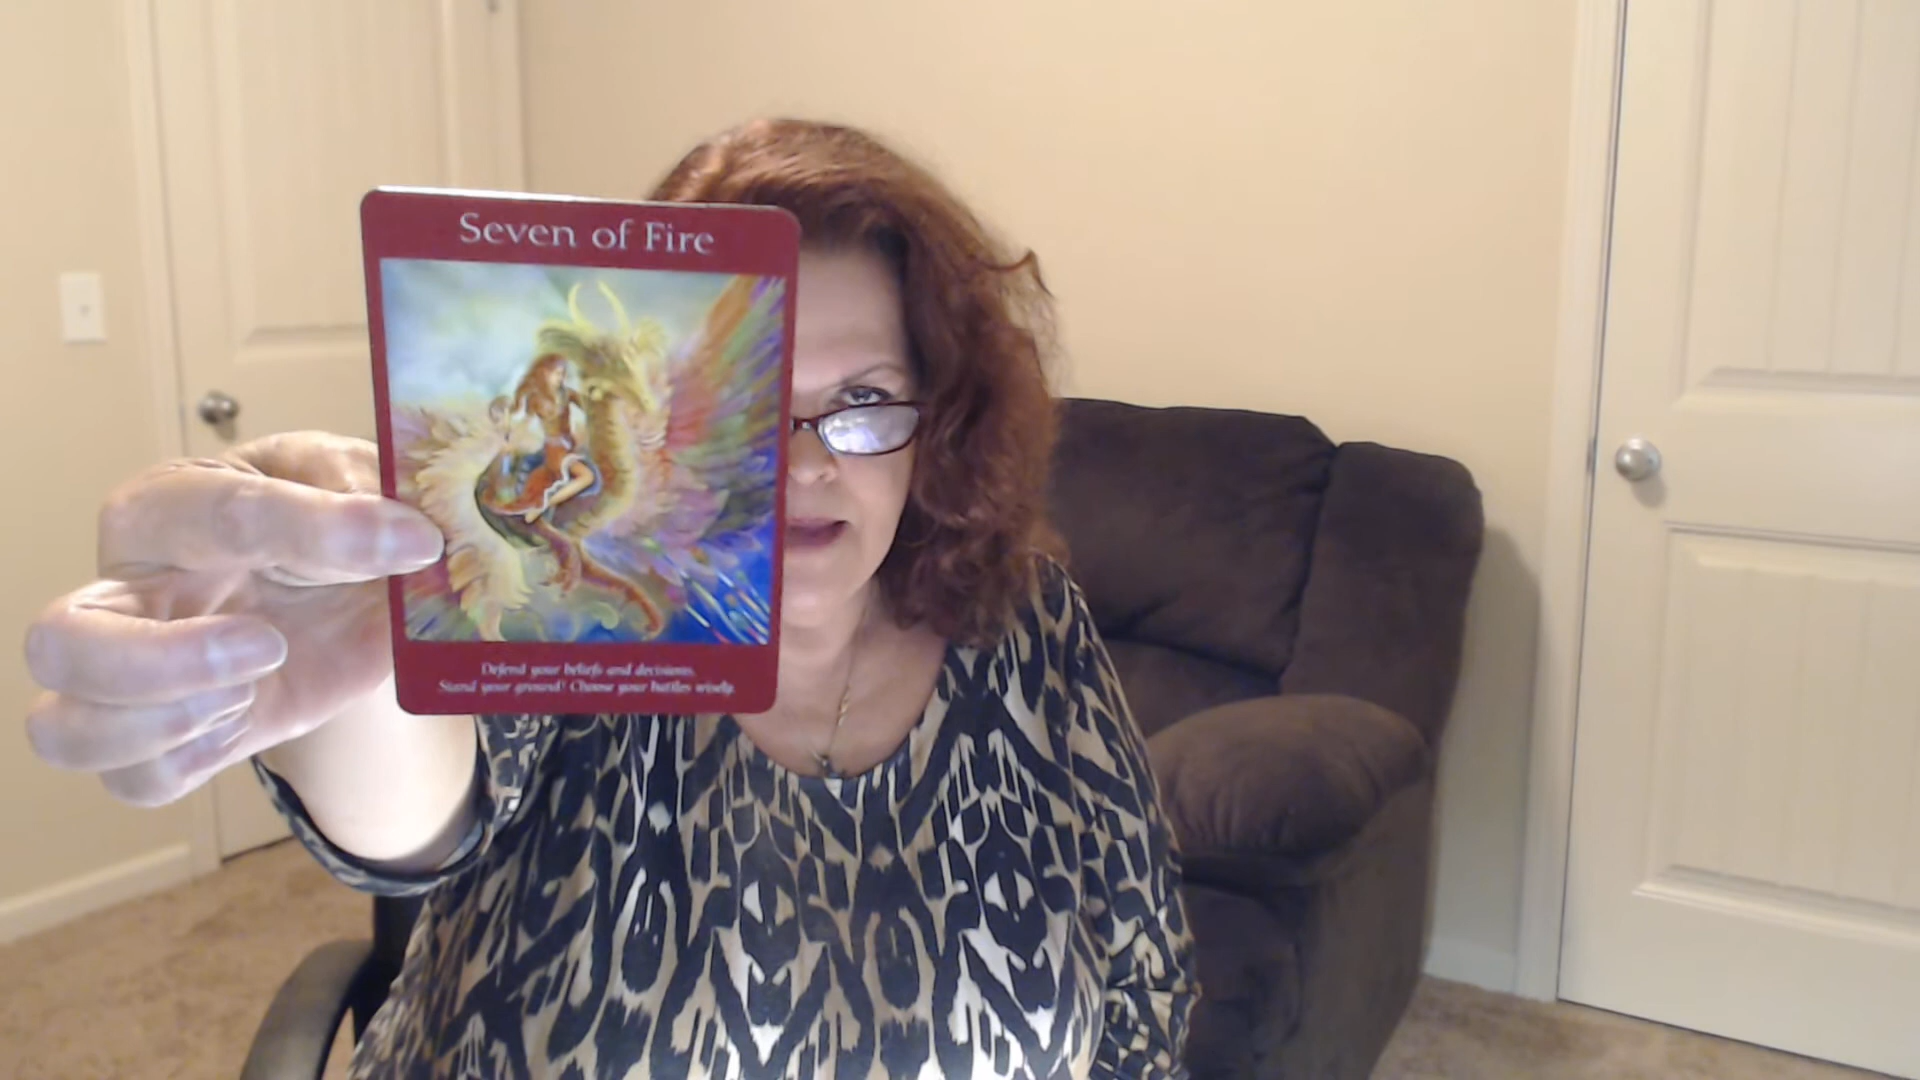 Seven of Fire
Defend your beliefs and decisions.
Stand your ground! Choose your battles wisely.